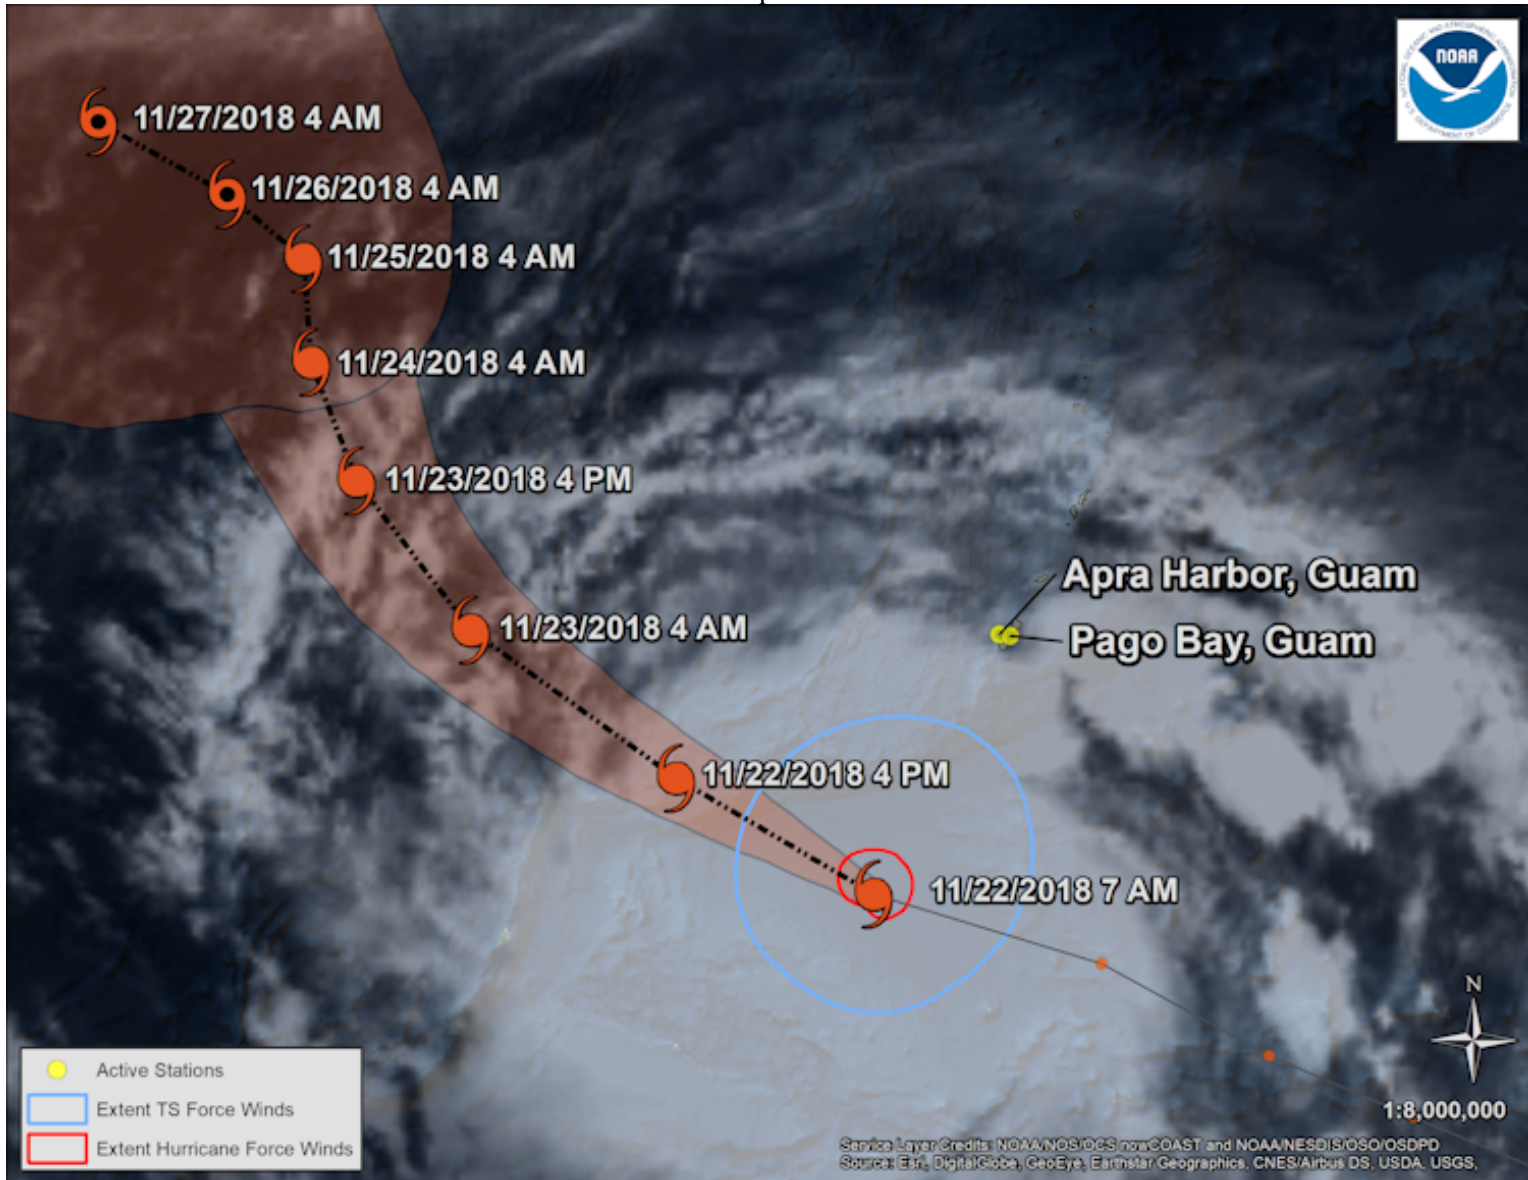 NOAA
11/27/2018 4 AM
11/26/2018 4 AM
11/25/2018 4 AM
11/24/2018 4 AM
11/23/2018 4 PM
Apra Harbor, Guam
11/23/2018 4 AM
Pago Bay, Guam
11/22/2018 4 PM
11/22/2018 7 AM
N
Active Stations
Extent TS Force Winds
Extent Hurricane Force Winds
1:8,000,000
Service Layer Credits: NOAA/NOS/OCS nowCOAST and NOAA/NESDIS/OSO/OSDPD
Source: Esri, DigitalGlobe, GeoEye, Earthstar Geographics, CNES/Airbus DS, USDA, USGS,